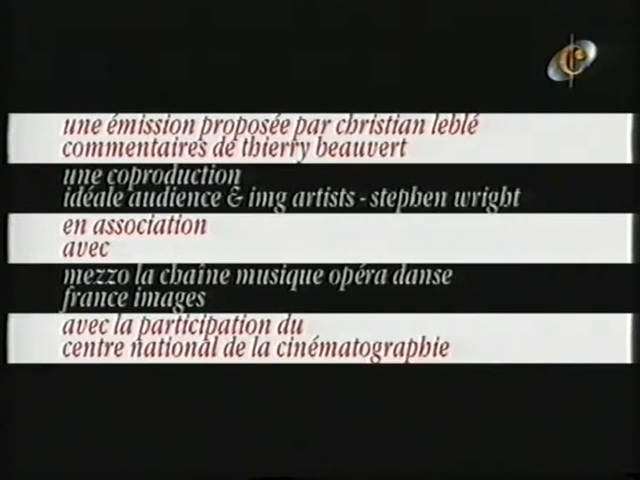 une émission proposée par christian leblé
commentaires de thierry beauvert
une coproduction
idéale audience & img artists - stephen wright
en association
avec
mezzo la chaîne musique opéra danse
france images
avec la participation du
centre national de la cinématographie
C